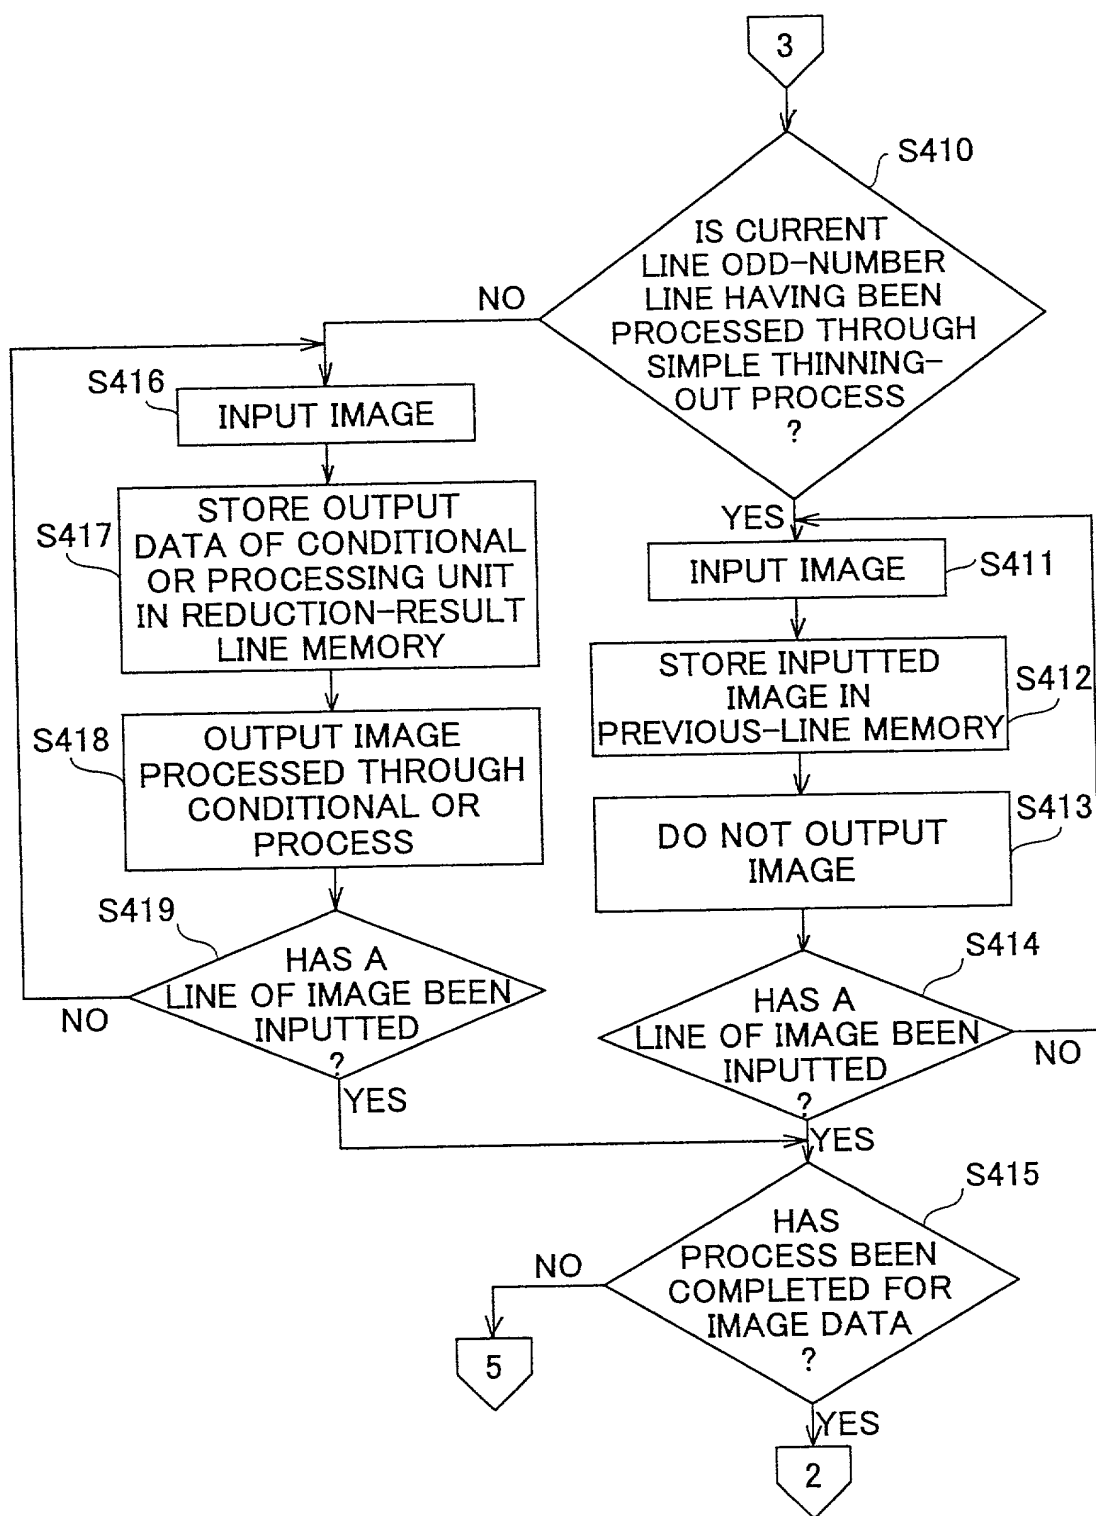 3
S410
IS CURRENT
LINE ODD-NUMBER
LINE HAVING BEEN
PROCESSED THROUGH
SIMPLE THINNING-
OUT PROCESS
?
NO
YES
S416
INPUT IMAGE
S417
STORE OUTPUT
DATA OF CONDITIONAL
OR PROCESSING UNIT
IN REDUCTION-RESULT
LINE MEMORY
S418
OUTPUT IMAGE
PROCESSED THROUGH
CONDITIONAL OR
PROCESS
S419
HAS A
LINE OF IMAGE BEEN
INPUTTED
?
NO
YES
INPUT IMAGE
S411
STORE INPUTTED
IMAGE IN
PREVIOUS-LINE MEMORY
S412
DO NOT OUTPUT
IMAGE
S413
S414
HAS A
LINE OF IMAGE BEEN
INPUTTED
?
NO
YES
S415
HAS
PROCESS BEEN
COMPLETED FOR
IMAGE DATA
?
NO
5
YES
2